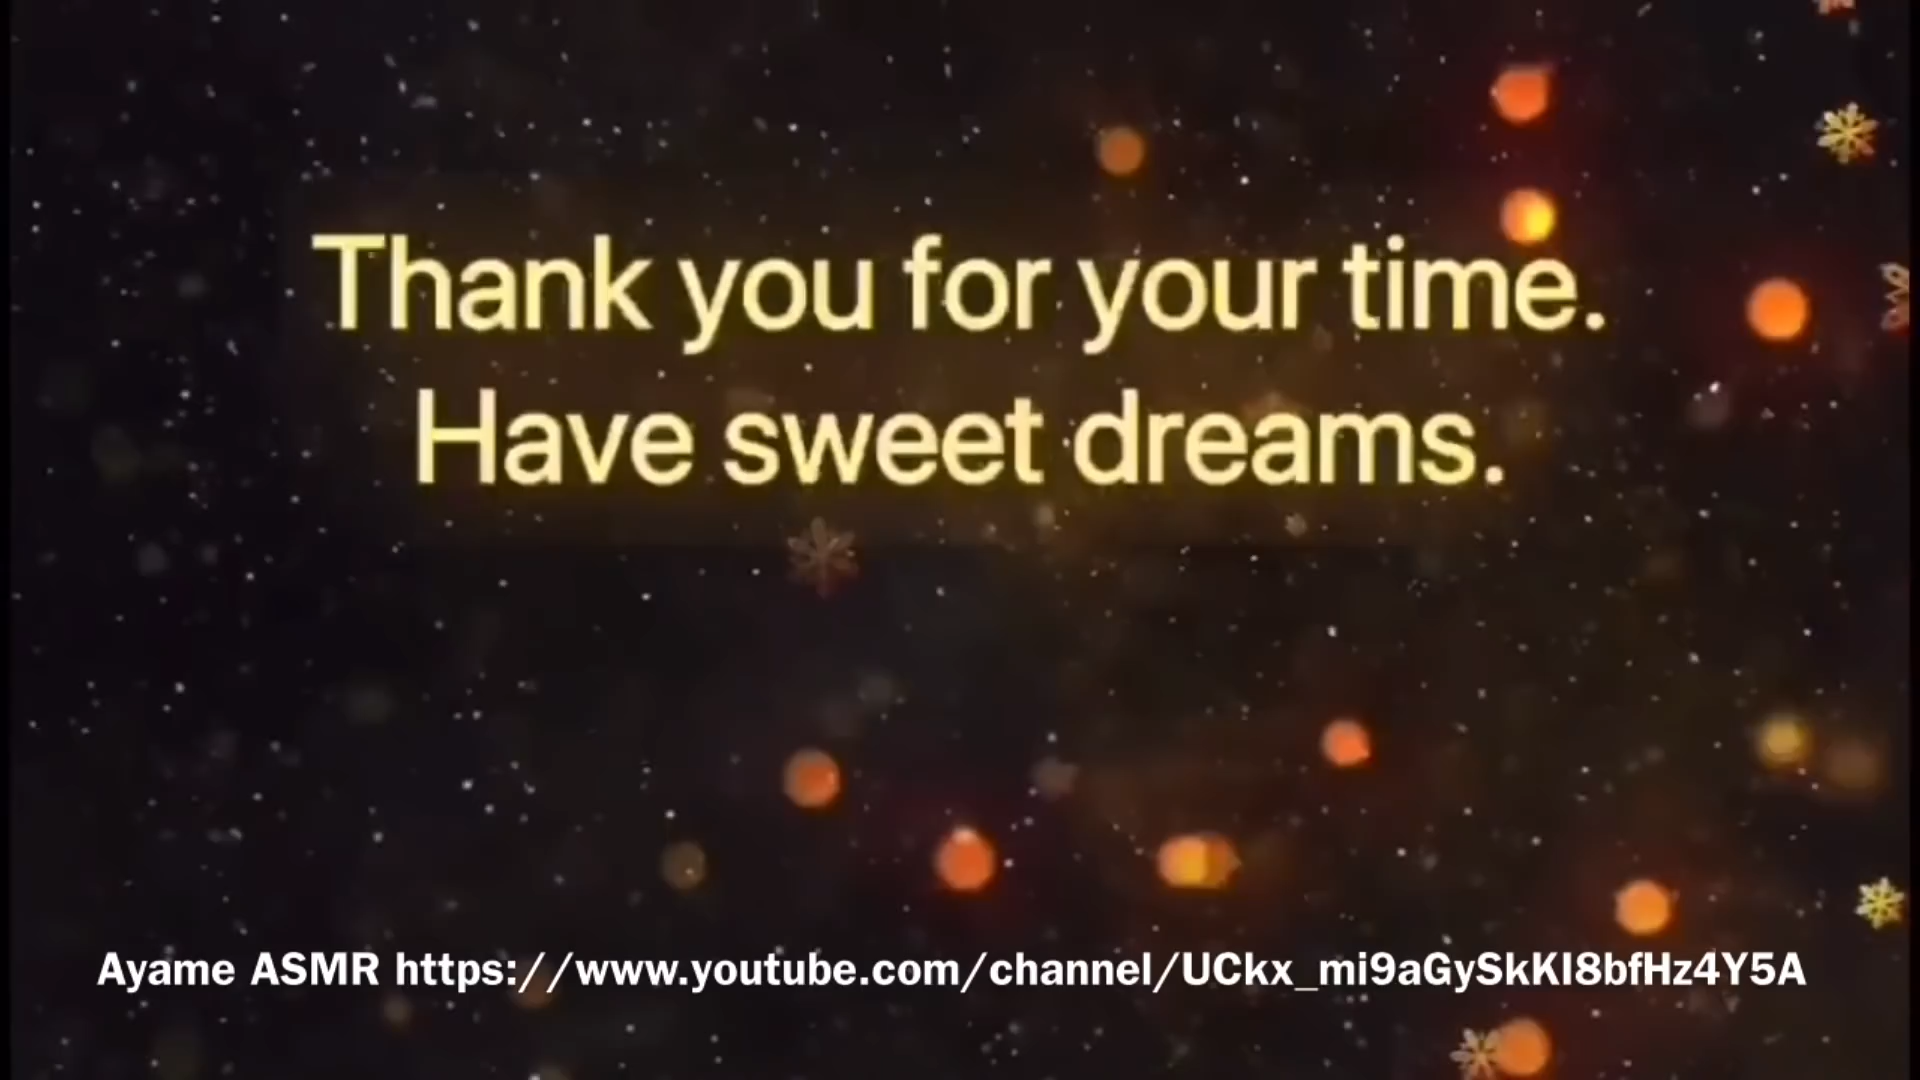 Thank you for your time.
Have sweet dreams.
Ayame ASMR https://www.youtube.com/channel/UCkx_mi9aGySkKI8bfHz4Y5A